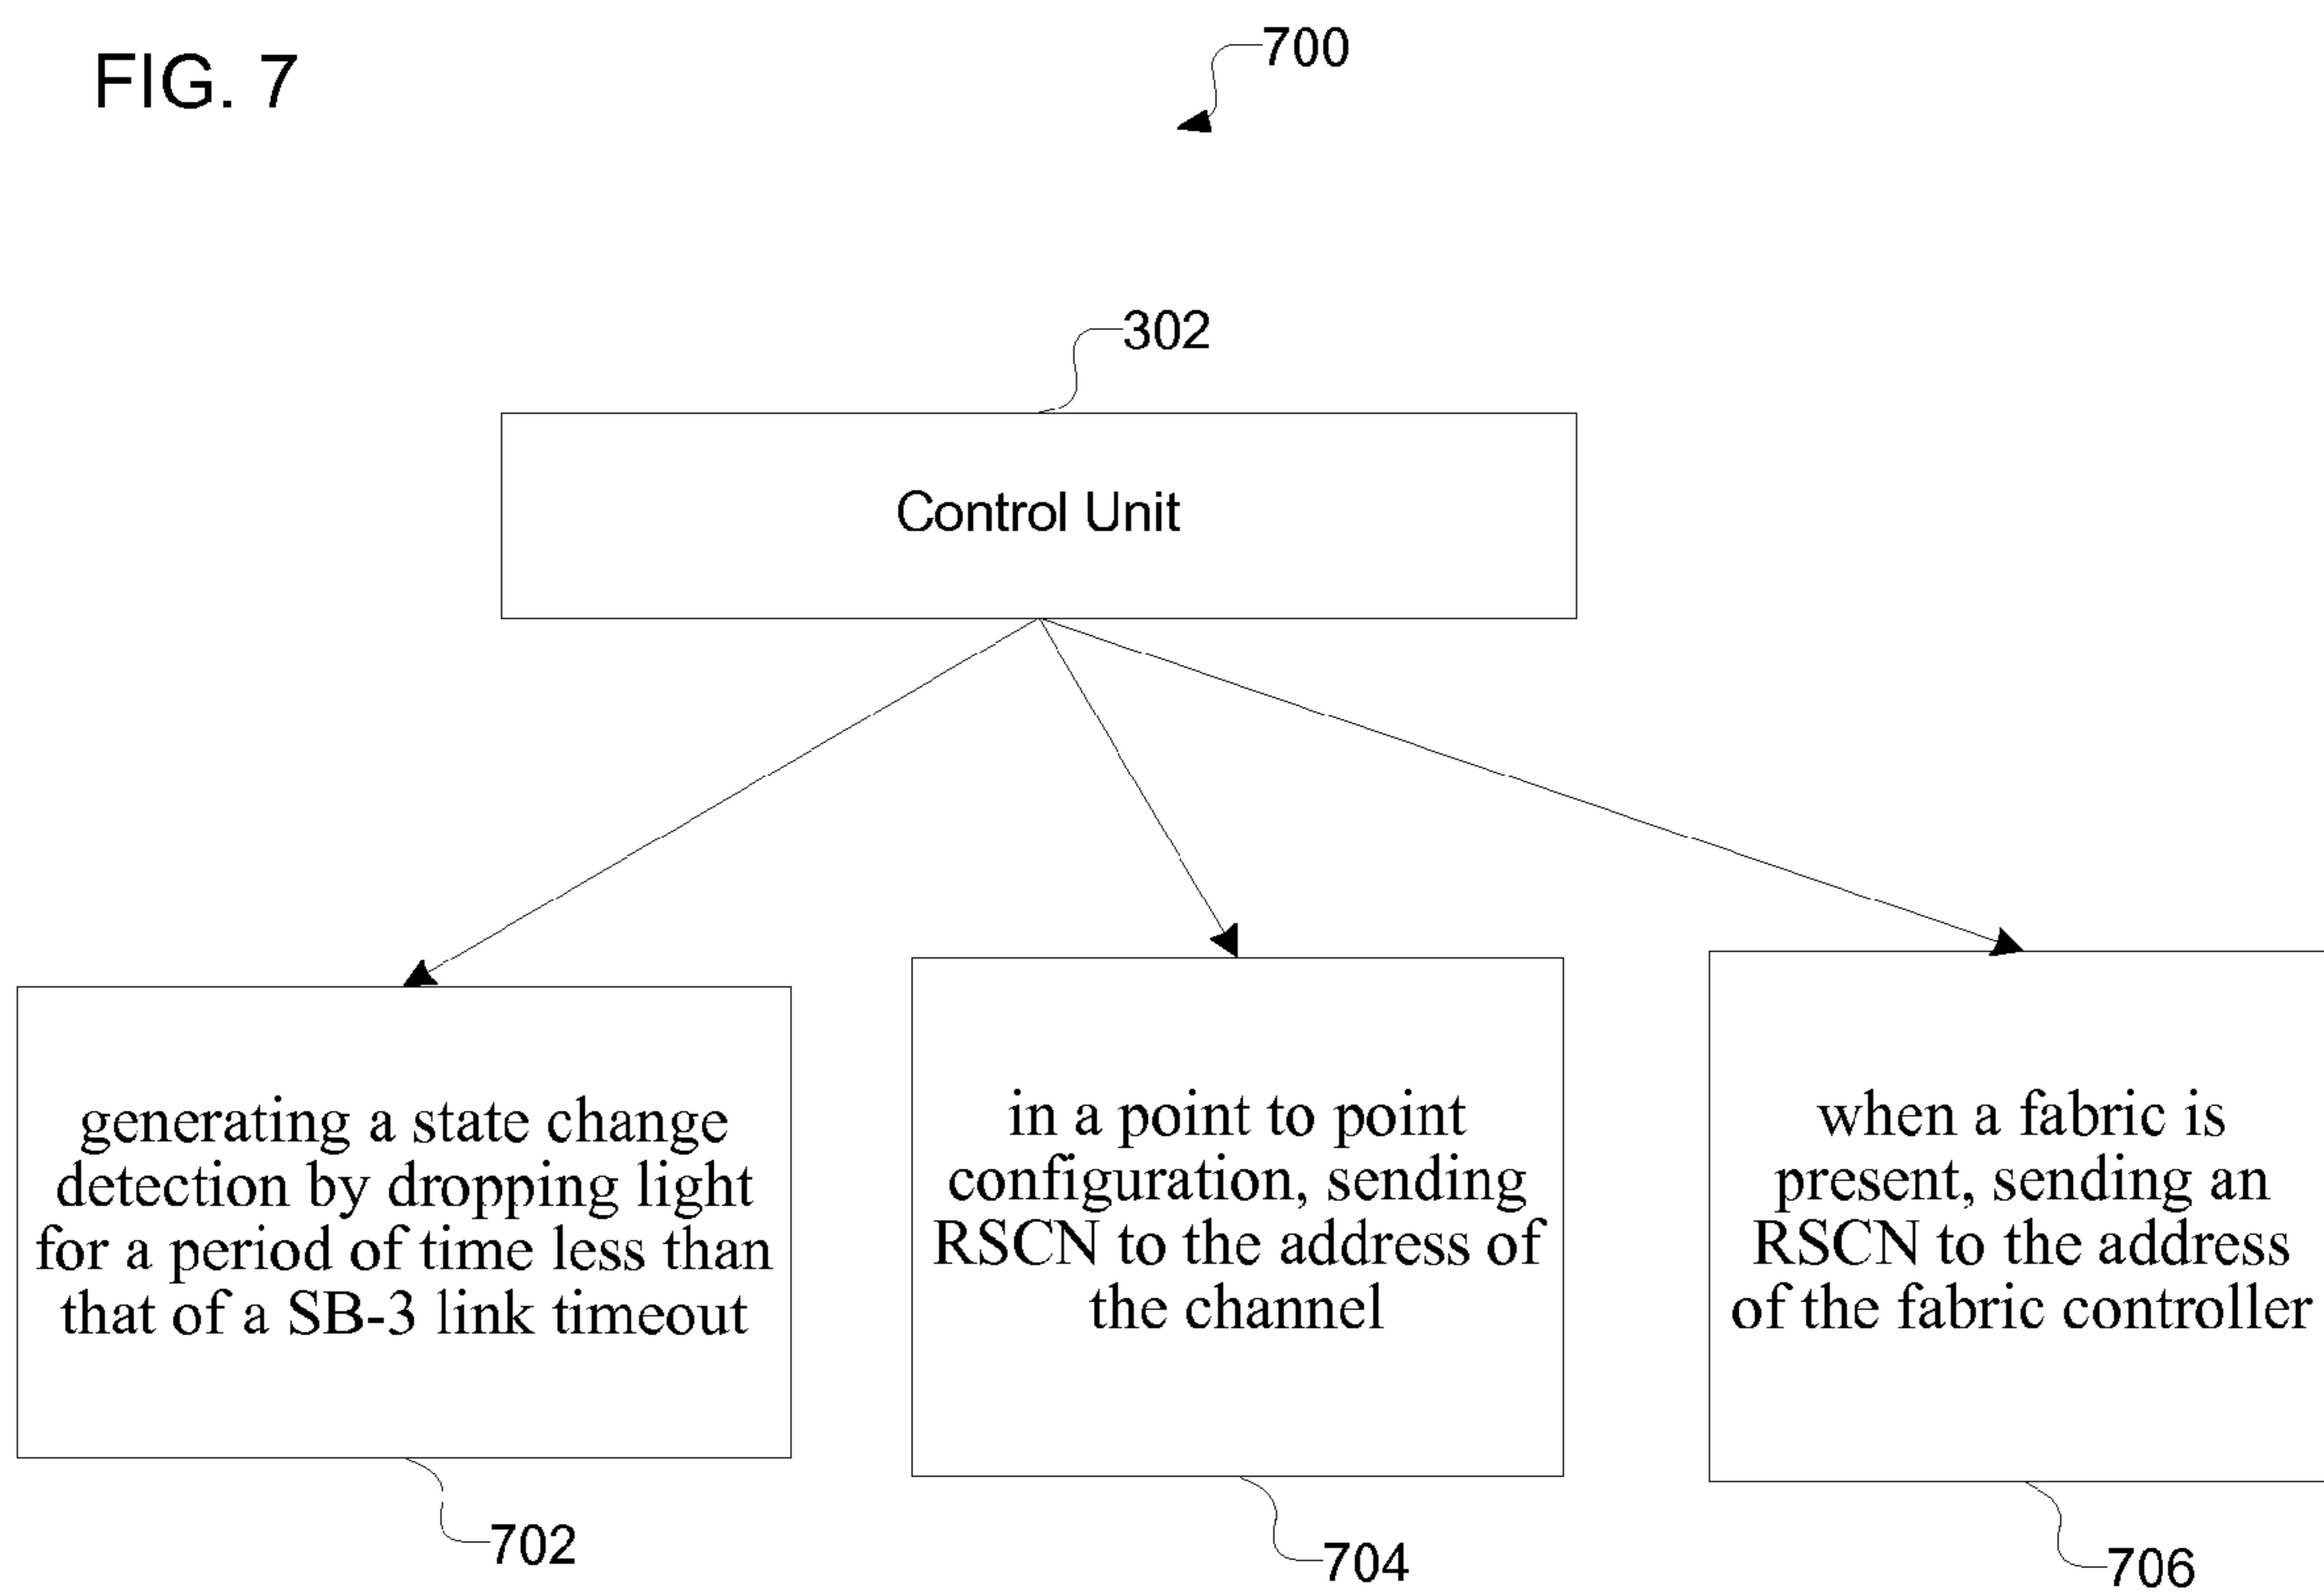 FIG. 7
700
302
Control Unit
generating a state change
detection by dropping light
for a period of time less than
that of a SB-3 link timeout
702
in a point to point
configuration, sending
RSCN to the address of
the channel
704
when a fabric is
present, sending an
RSCN to the address
of the fabric controller
706